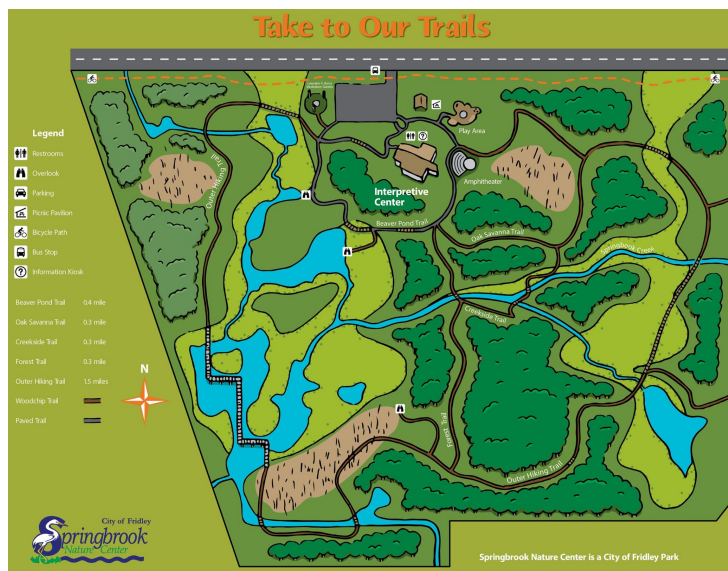 Take to Our Trails
Legend
Restrooms
Overlook
Parking
Picnic Pavilion
Bicycle Path
Bus Stop
Information Kiosk
Beaver Pond Trail 0.4 mile
Oak Savanna Trail 0.3 mile
Creekside Trail 0.3 mile
Forest Trail 0.3 mile
Outer Hiking Trail 1.5 miles
Woodchip Trail
Paved Trail
N
Play Area
?
Amphitheater
Interpretive
Center
Outer Hiking Trail
Beaver Pond Trail
Oak Savanna Trail
Springbrook Creek
Creekside Trail
Forest Trail
Outer Hiking Trail
City of Fridley
Springbrook
Nature Center
Springbrook Nature Center is a City of Fridley Park